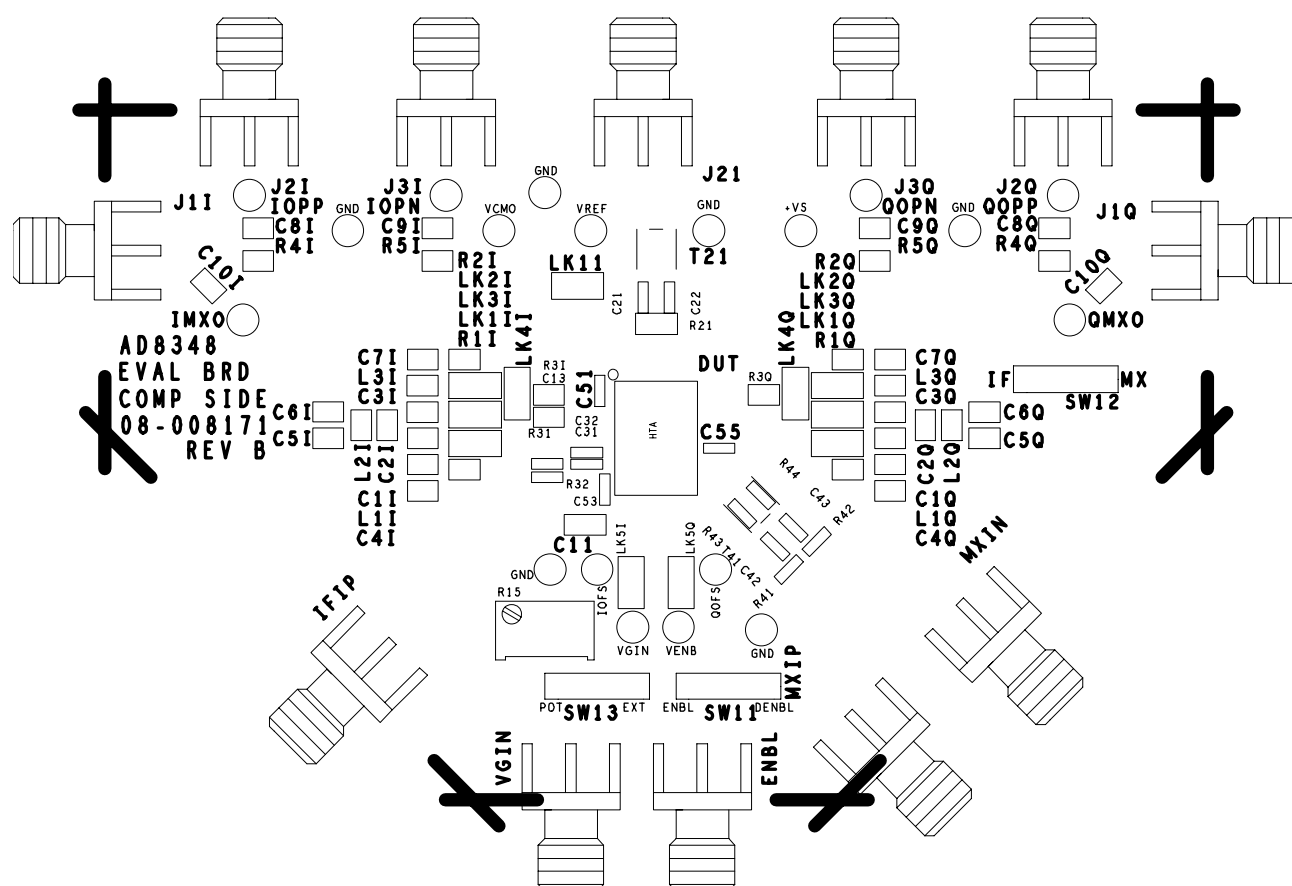 GND
J21
J2I
J3I
J3Q
J2Q
J1I
IOPP
GND
IOPN
VCMO
VREF
GND
+VS
QOPN
GND
QOPP
J1Q
C8I
C9I
C9Q
C8Q
R4I
R5I
R5Q
R4Q
C10I
R2I
LK11
T21
R2Q
C10Q
LK2I
LK2Q
LK3I
C21
C22
LK3Q
IMXO
LK1I
R21
LK1Q
QMXO
R1I
LK4I
LK4Q
R1Q
AD8348
EVAL BRD
COMP SIDE
08-008171
REV B
C7I
L3I
C3I
R3I
C13
C51
DUT
R3Q
C7Q
L3Q
C3Q
IF
MX
SW12
C6I
C5I
L2I
C2I
R31
C32
C31
HTA
C55
C2Q
L2Q
C6Q
C5Q
R32
C53
R44
C43
R42
C1I
L1I
C4I
C1Q
L1Q
C4Q
C11
LK5I
LK5Q
R43
T41
C42
R41
MXIN
GND
R15
IOFS
QOFS
IFIP
VGIN
VENB
GND
MXIP
POT
SW13
EXT
ENBL
SW11
DENBL
VGIN
ENBL